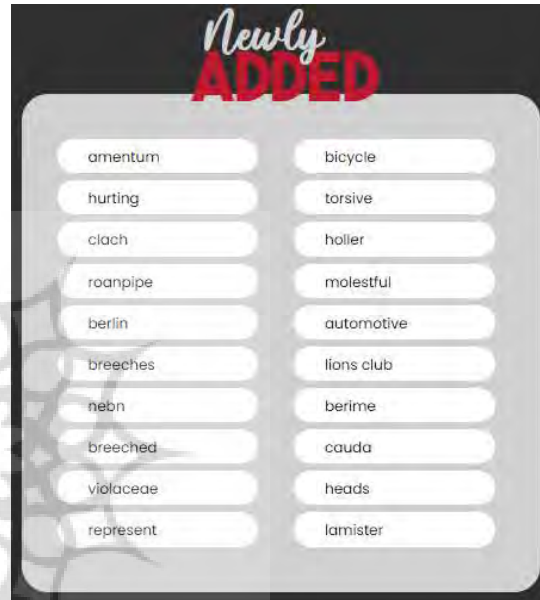 Newly
ADDED
amentum
hurting
clach
roanpipe
berlin
breeches
nebn
breeched
violaceae
represent
bicycle
torsive
holler
molestful
automotive
lions club
berime
cauda
heads
lamister